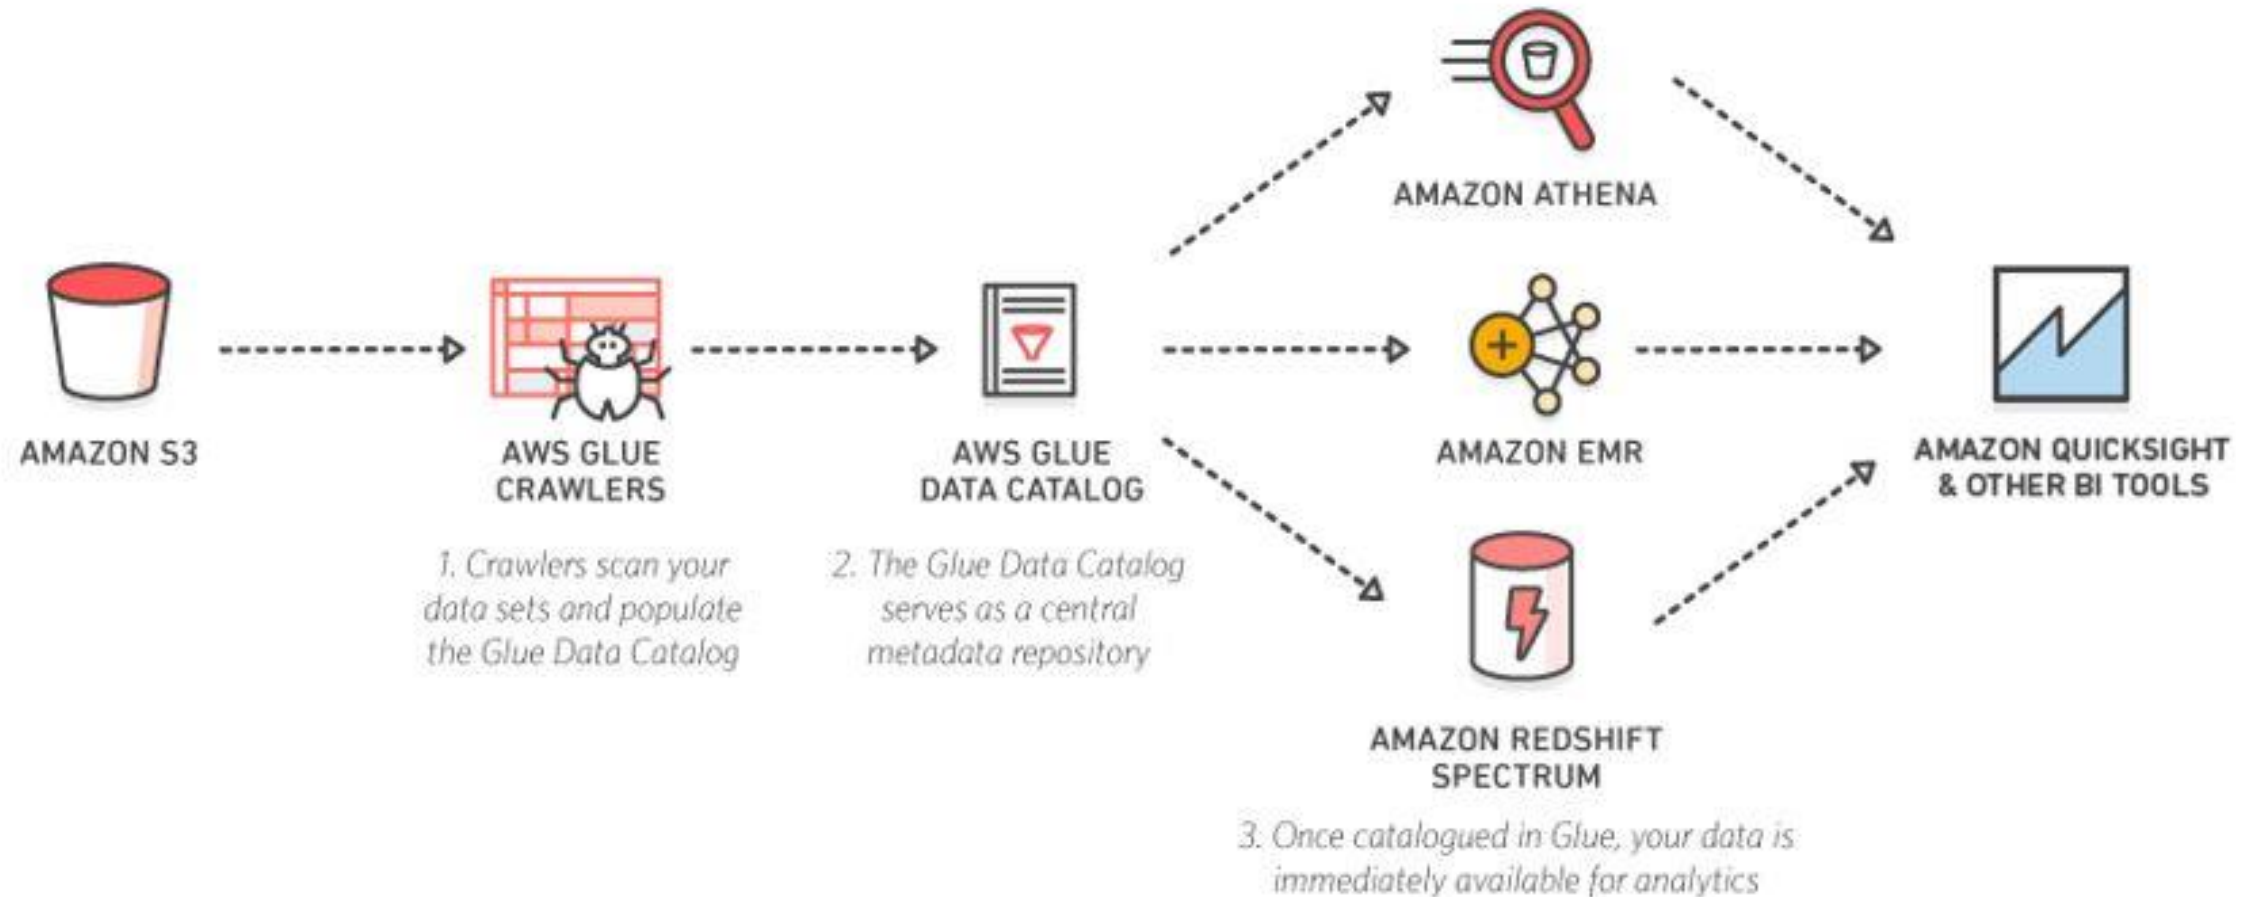 AMAZON S3
AWS GLUE
CRAWLERS
1. Crawlers scan your
data sets and populate
the Glue Data Catalog
AWS GLUE
DATA CATALOG
2. The Glue Data Catalog
serves as a central
metadata repository
AMAZON ATHENA
AMAZON EMR
AMAZON REDSHIFT
SPECTRUM
3. Once catalogued in Glue, your data is
immediately available for analytics
AMAZON QUICKSIGHT
& OTHER BI TOOLS